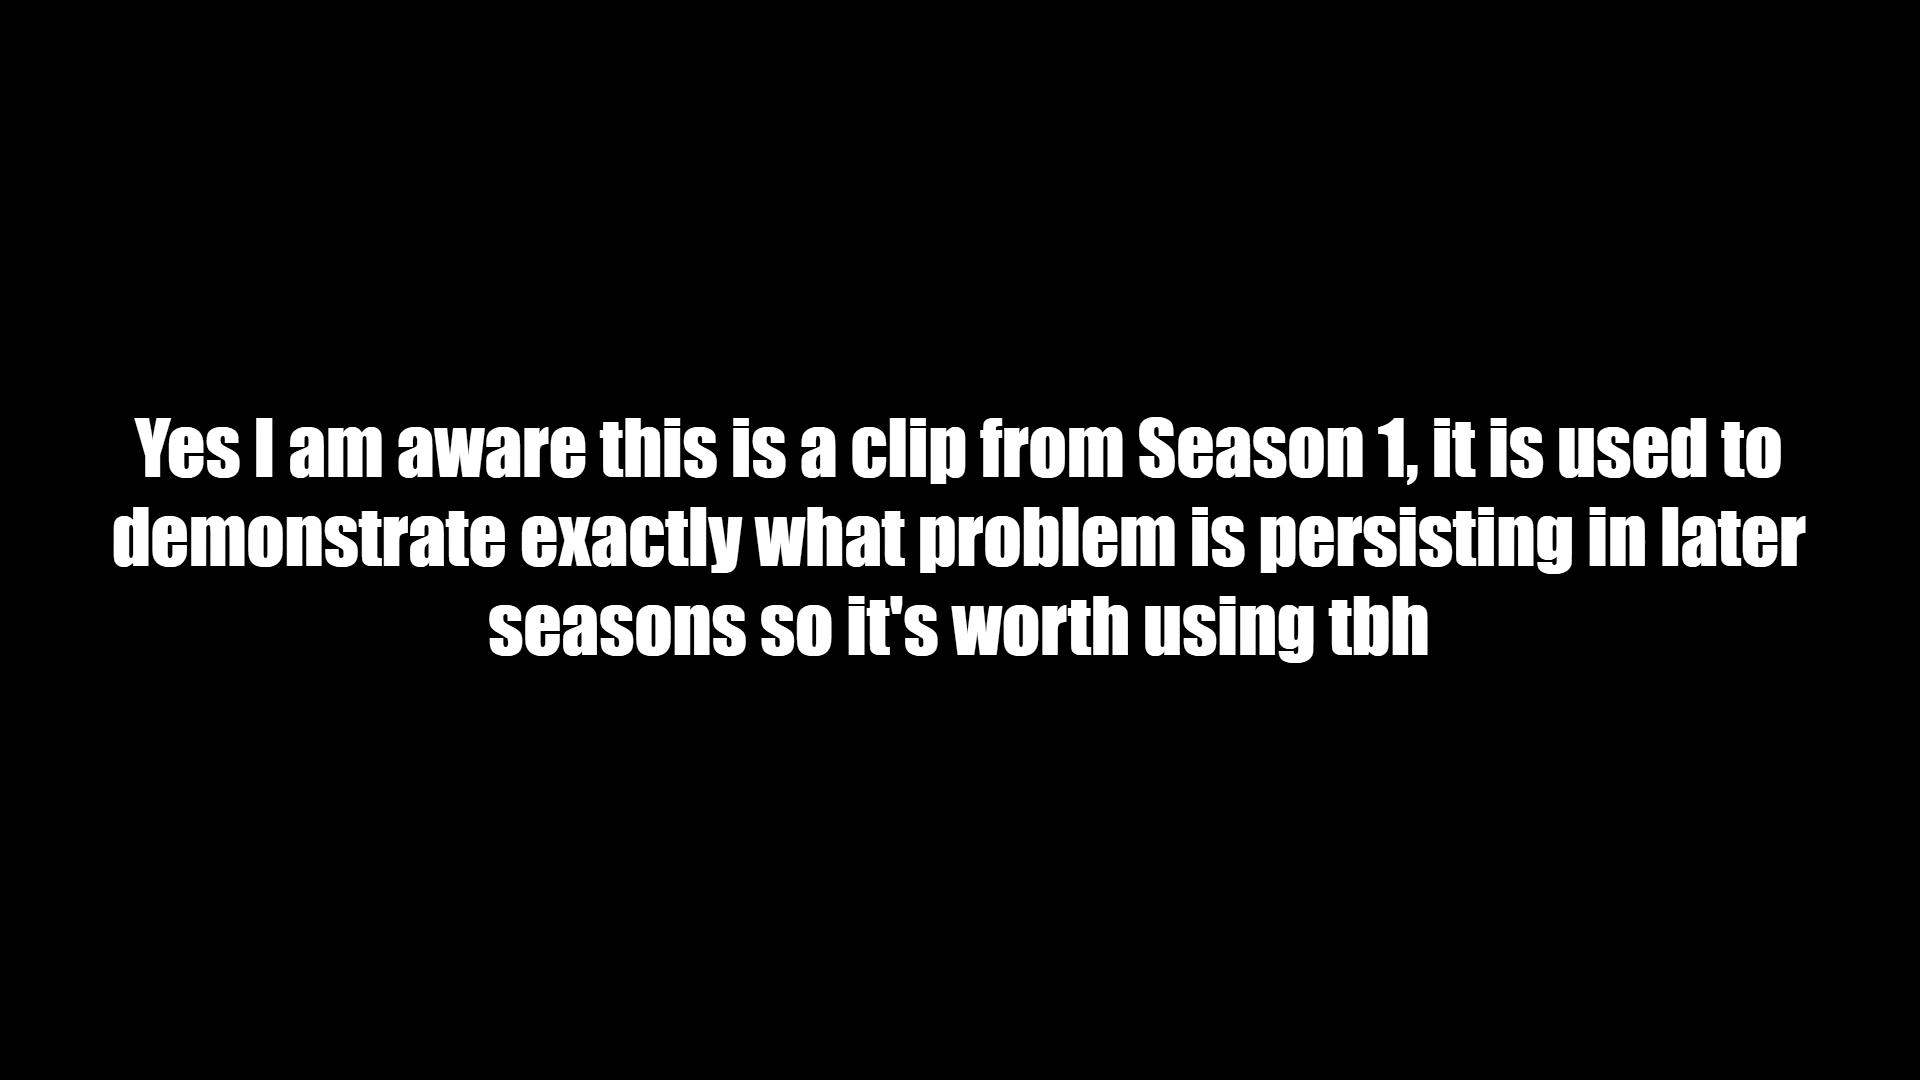 Yes I am aware this is a clip from Season 1, it is used to
demonstrate exactly what problem is persisting in later
seasons so it's worth using tbh